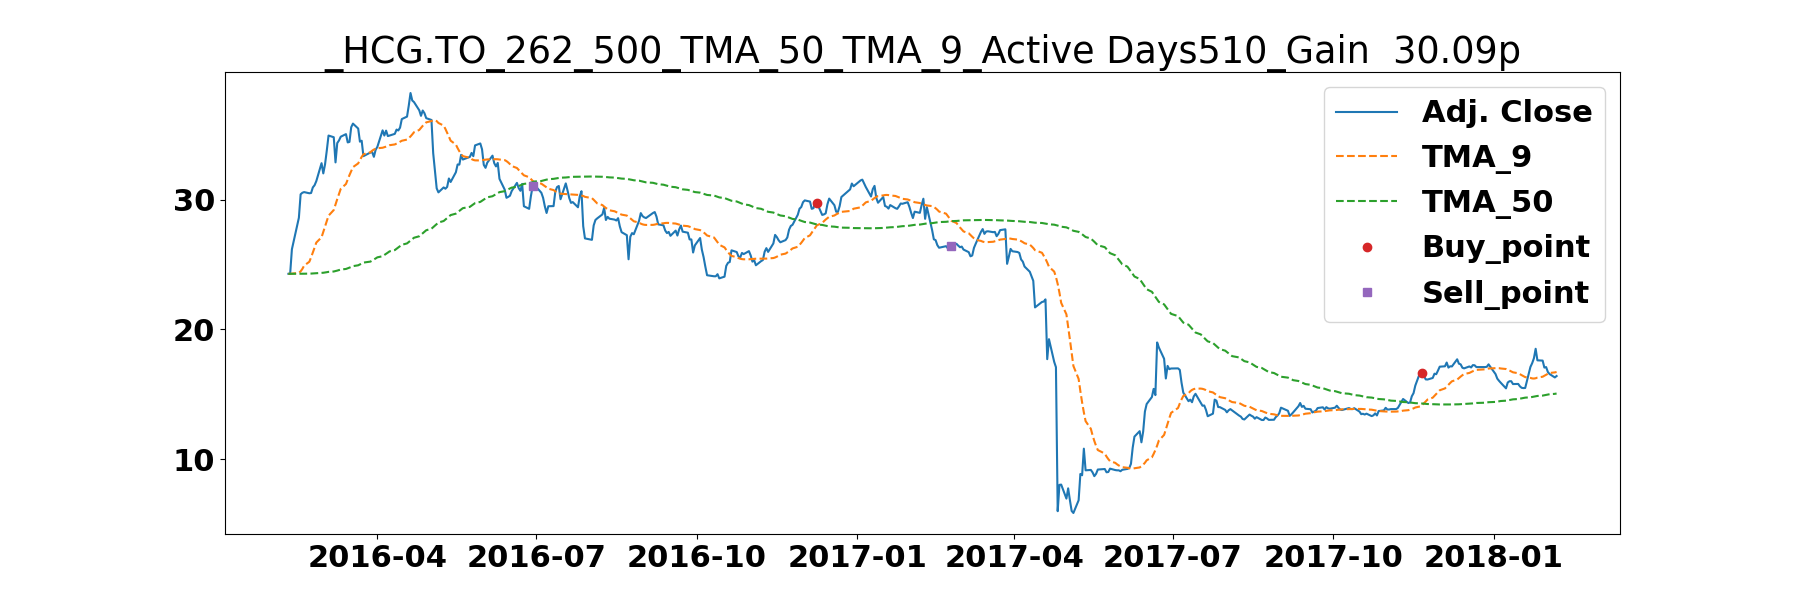 _HCG.TO_262_500_TMA_50_TMA_9_Active Days510_Gain  30.09p
Adj. Close
TMA_9
TMA_50
Buy_point
Sell_point
30
20
10
2016-04 2016-07 2016-10 2017-01 2017-04 2017-07 2017-10 2018-01